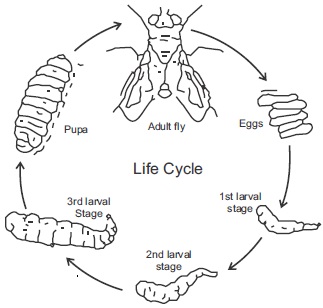 Adult fly
Eggs
Pupa
Life Cycle
1st larval
stage
3rd larval
Stage
2nd larval
stage